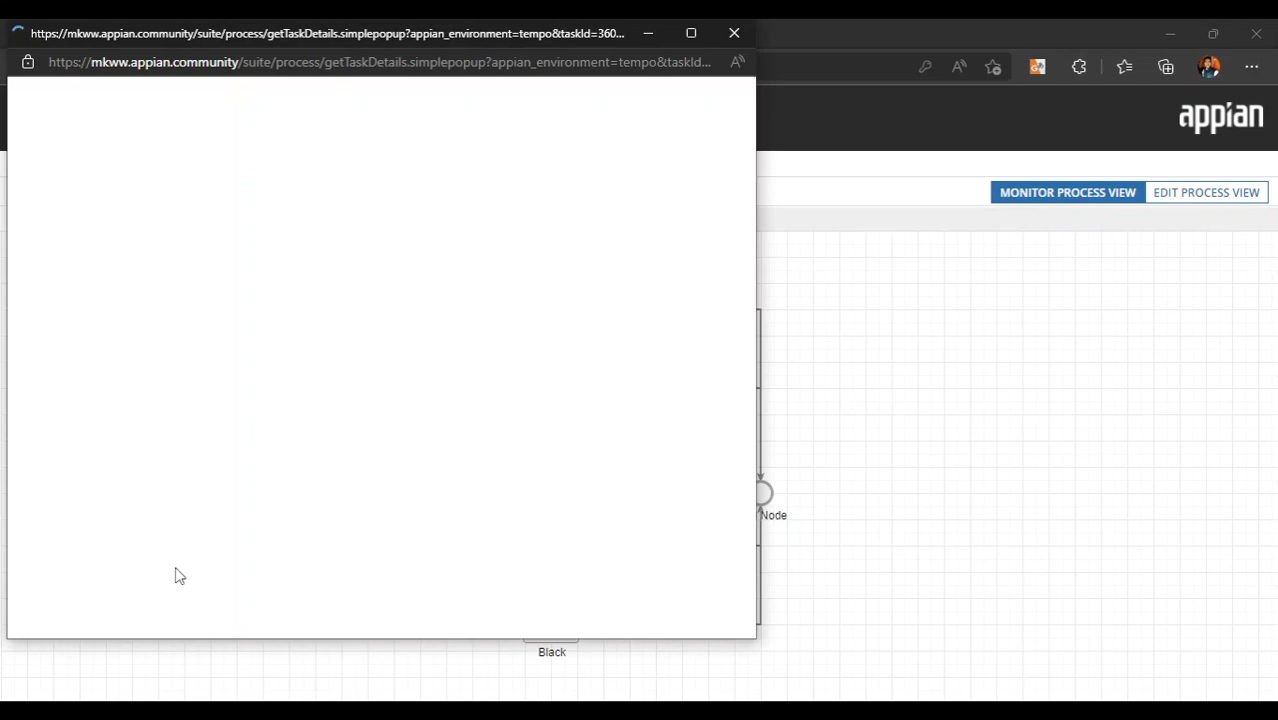 https://mkww.appian.community/suite/process/getTaskDetails.simplepopup?appian_environment=tempo&taskId=360...
https://mkww.appian.community/suite/process/getTaskDetails.simplepopup?appian_environment=tempo&taskId...
appian
MONITOR PROCESS VIEW
EDIT PROCESS VIEW
Node
Black